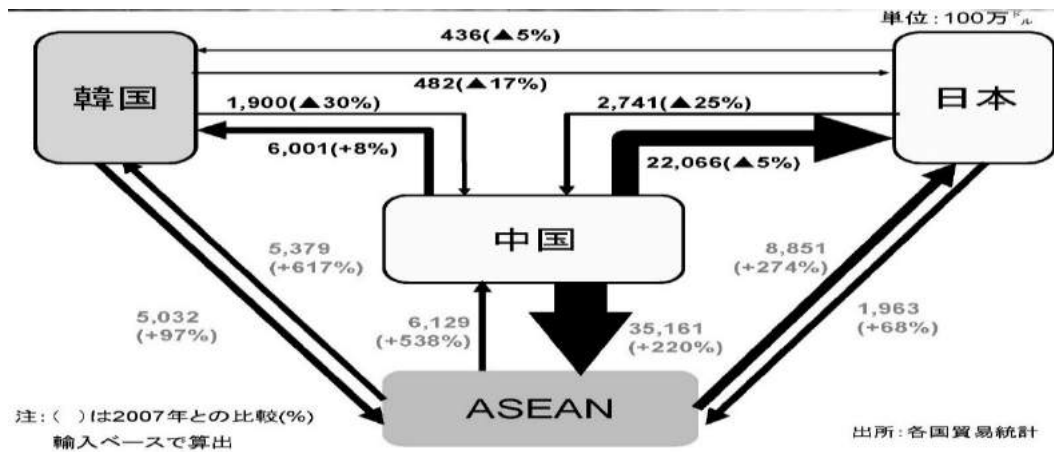 単位:100万㌦
436(▲5%)
482(▲17%)
韓国
日本
1,900(▲30%)
2,741(▲25%)
6,001(+8%)
22,066(▲5%)
中国
5,379
(+617%)
8,851
(+274%)
5,032
(+97%)
6,129
(+538%)
35,161
(+220%)
1,963
(+68%)
ASEAN
注:( )は2007年との比較(%)
輸入ベースで算出
出所:各国貿易統計